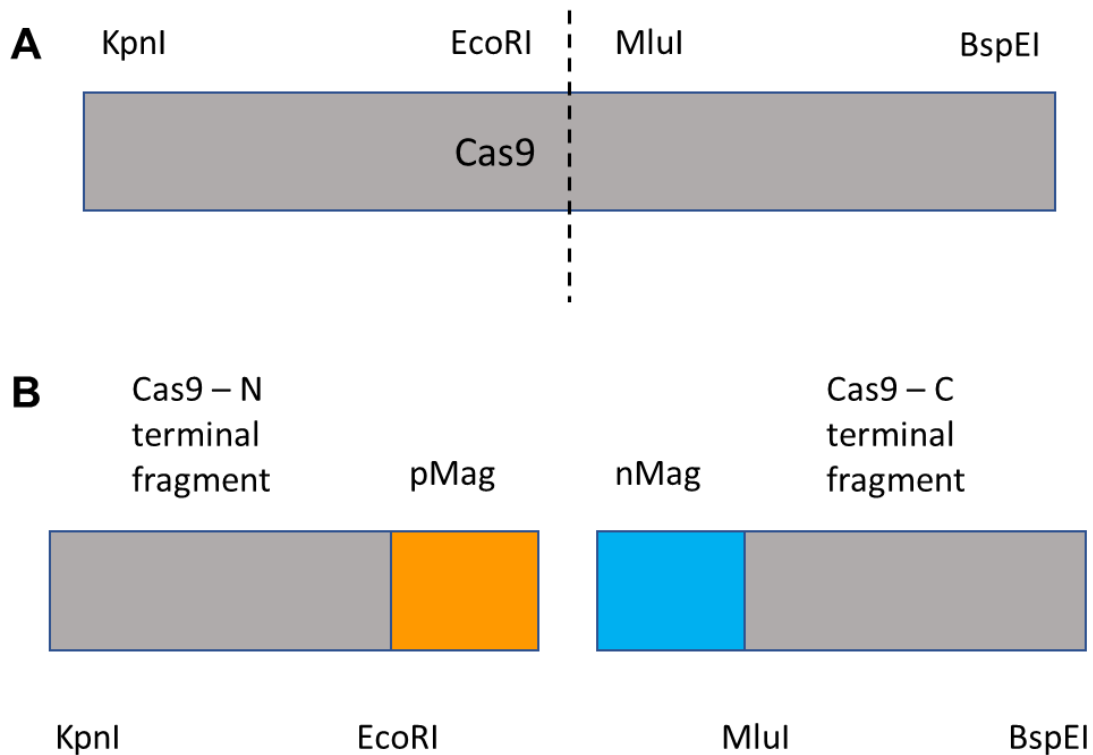 A
KpnI EcoRI MluI BspEI
Cas9
B
Cas9 – N
terminal
fragment
pMag
nMag
Cas9 – C
terminal
fragment
KpnI EcoRI MluI BspEI